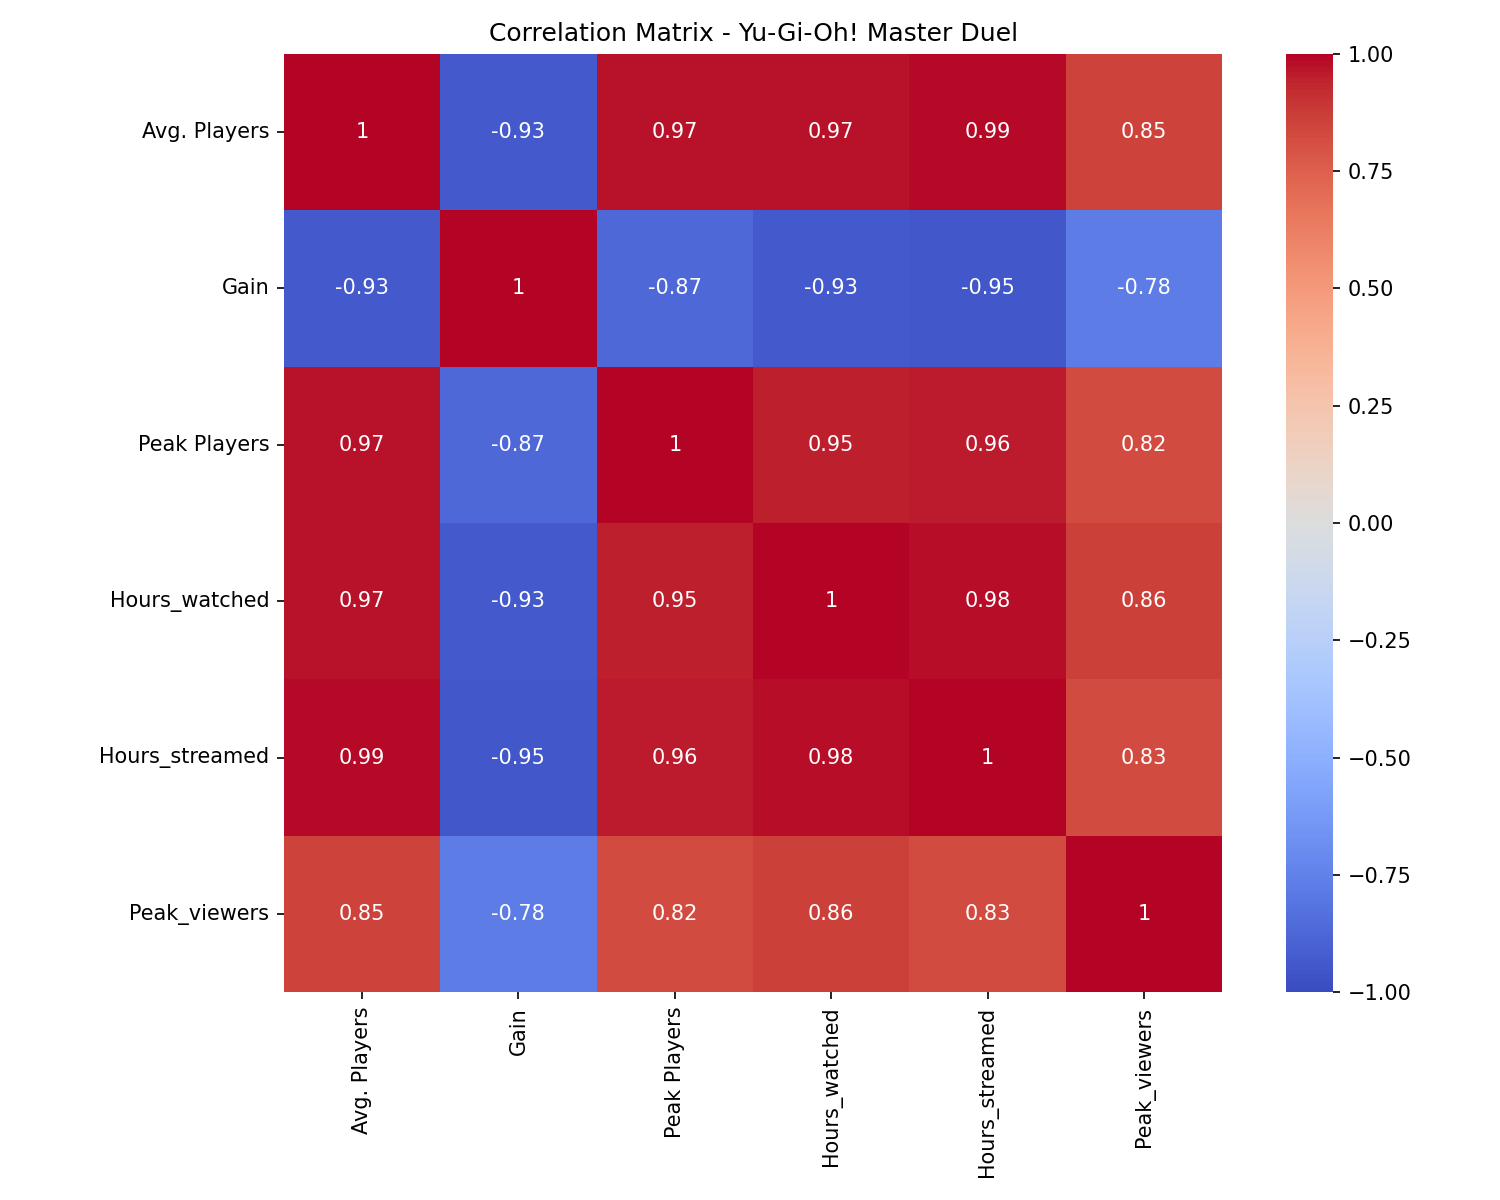 Correlation Matrix - Yu-Gi-Oh! Master Duel
Avg. Players 1 -0.93 0.97 0.97 0.99 0.85
Gain -0.93 1 -0.87 -0.93 -0.95 -0.78
Peak Players 0.97 -0.87 1 0.95 0.96 0.82
Hours_watched 0.97 -0.93 0.95 1 0.98 0.86
Hours_streamed 0.99 -0.95 0.96 0.98 1 0.83
Peak_viewers 0.85 -0.78 0.82 0.86 0.83 1
Avg. Players
Gain
Peak Players
Hours_watched
Hours_streamed
Peak_viewers
1.00
0.75
0.50
0.25
0.00
−0.25
−0.50
−0.75
−1.00